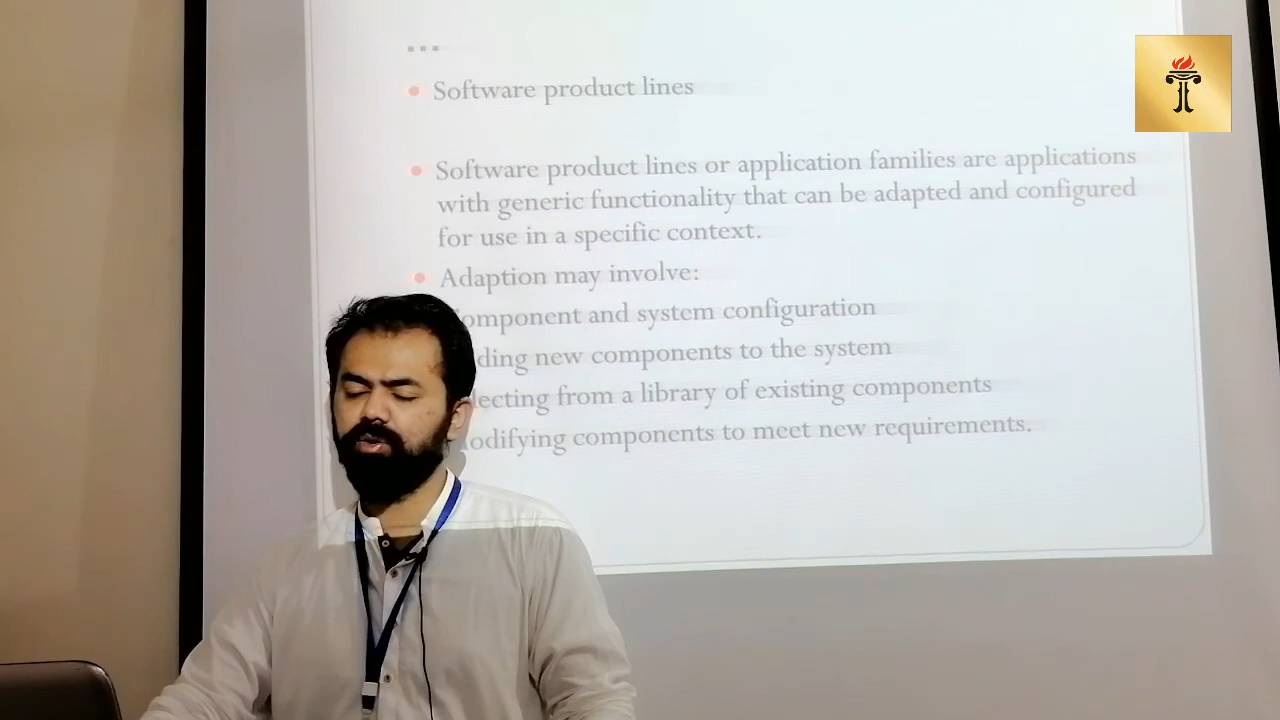 ...
Software product lines
Software product lines or application families are applications
with generic functionality that can be adapted and configured
for use in a specific context.
Adaption may involve:
omponent and system configuration
ding new components to the system
lecting from a library of existing components
odifying components to meet new requirements.